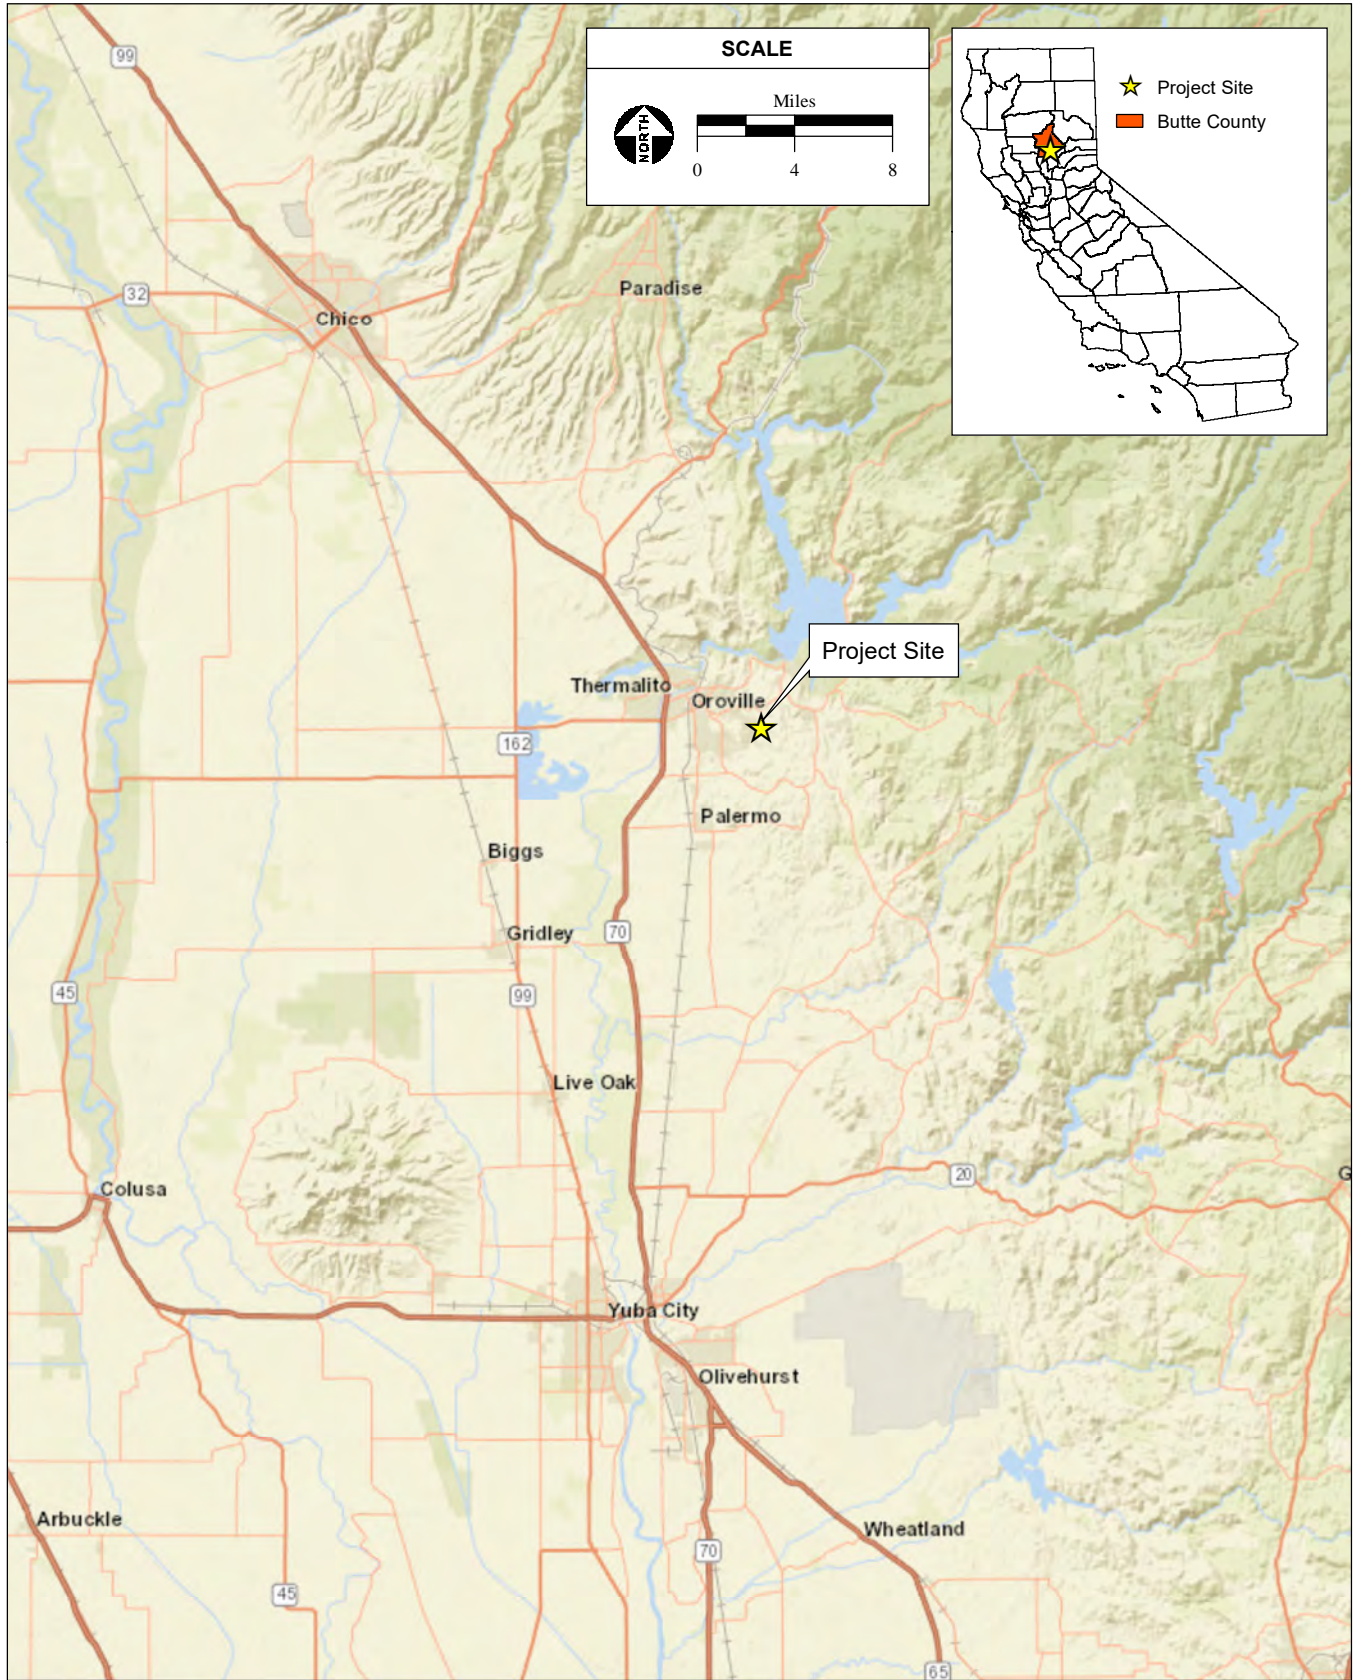 99
SCALE
Miles
NORTH
0 4 8
Project Site
Butte County
32
Chico
Paradise
Project Site
Thermalito
Oroville
162
Palermo
Biggs
Gridley
70
45
99
Live Oak
20
G
Colusa
Yuba City
Olivehurst
Arbuckle
Wheatland
70
45
65